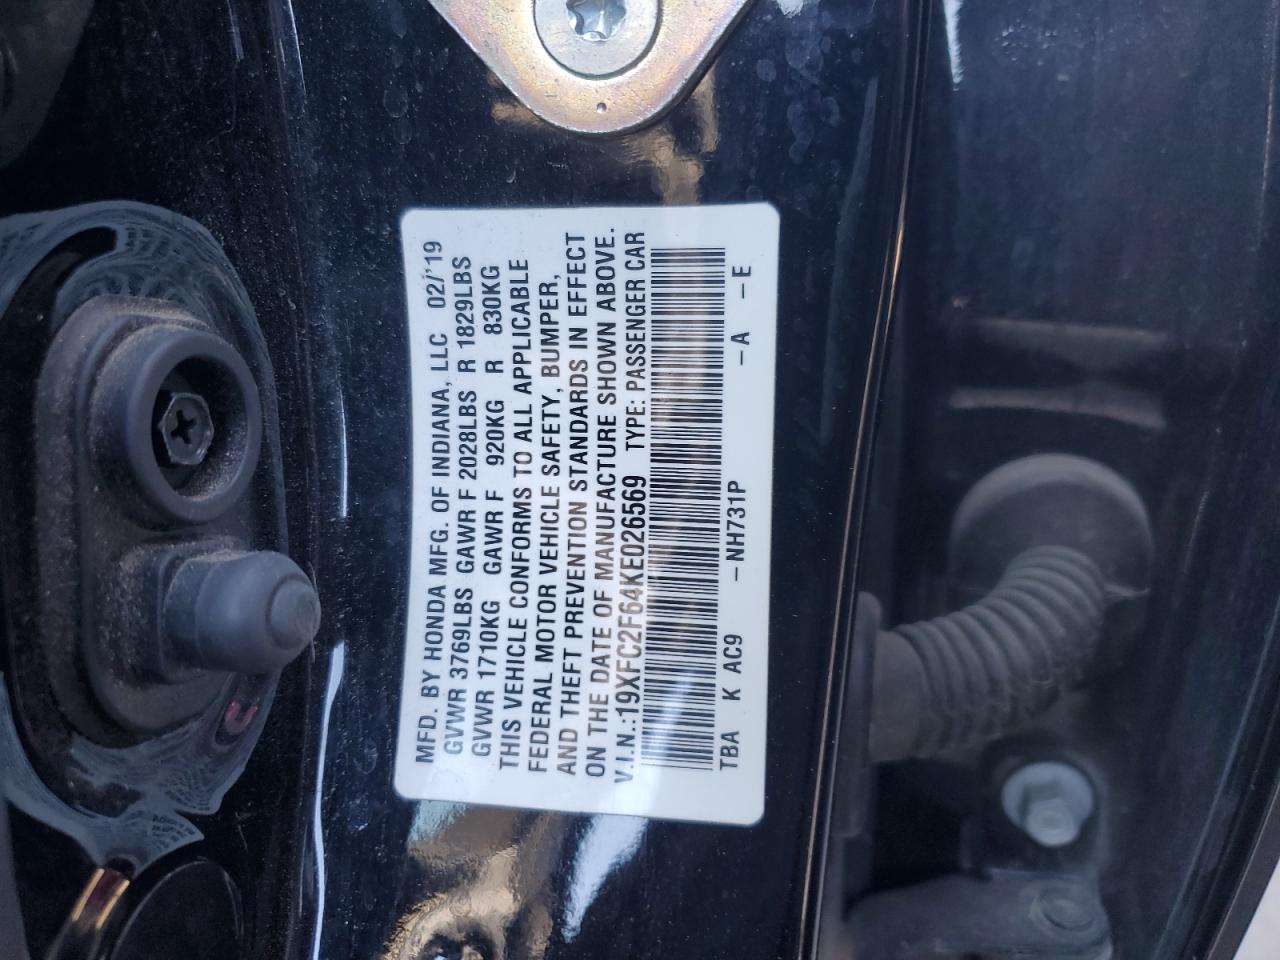 MFD. BY HONDA MFG. OF INDIANA, LLC 02/'19
GVWR 3769LBS GAWR F 2028LBS R 1829LBS
GVWR 1710KG GAWR F 920KG R 830KG
THIS VEHICLE CONFORMS TO ALL APPLICABLE
FEDERAL MOTOR VEHICLE SAFETY, BUMPER,
AND THEFT PREVENTION STANDARDS IN EFFECT
ON THE DATE OF MANUFACTURE SHOWN ABOVE.
V.I.N.:19XFC2F64KE026569 TYPE: PASSENGER CAR
TBA K AC9 -NH731P -A -E